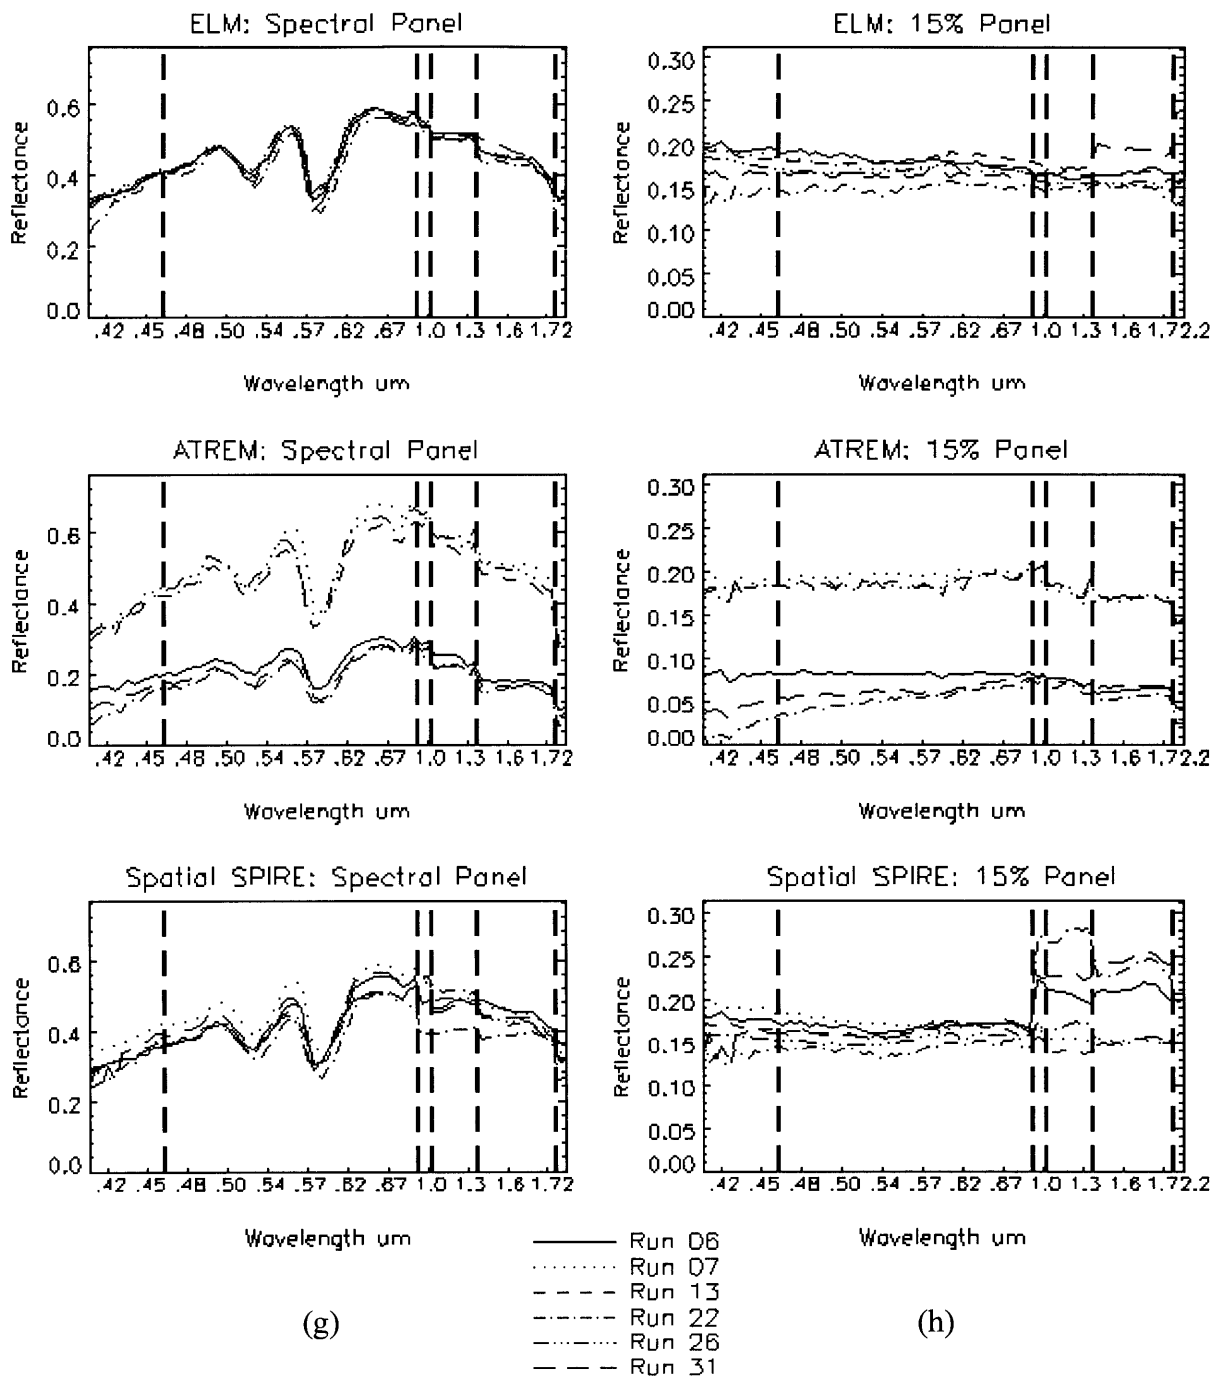 ELM: Spectral Panel
Reflectance
0.6
0.4
0.2
0.0
.42 .45 .48 .50 .54 .57 .62 .67 1.0 1.3 1.6 1.72
Wavelength um
ELM: 15% Panel
Reflectance
0.30
0.25
0.20
0.15
0.10
0.05
0.00
.42 .45 .48 .50 .54 .57 .62 .67 1.0 1.3 1.6 1.72.2
Wavelength um
ATREM: Spectral Panel
Reflectance
0.6
0.4
0.2
0.0
.42 .45 .48 .50 .54 .57 .62 .67 1.0 1.3 1.6 1.72
Wavelength um
ATREM: 15% Panel
Reflectance
0.30
0.25
0.20
0.15
0.10
0.05
0.00
.42 .45 .48 .50 .54 .57 .62 .67 1.0 1.3 1.6 1.72.2
Wavelength um
Spatial SPIRE: Spectral Panel
Reflectance
0.6
0.4
0.2
0.0
.42 .45 .48 .50 .54 .57 .62 .67 1.0 1.3 1.6 1.72
Wavelength um
Spatial SPIRE: 15% Panel
Reflectance
0.30
0.25
0.20
0.15
0.10
0.05
0.00
.42 .45 .48 .50 .54 .57 .62 .67 1.0 1.3 1.6 1.72.2
Wavelength um
Run 06
Run 07
Run 13
Run 22
Run 26
Run 31
(g)
(h)